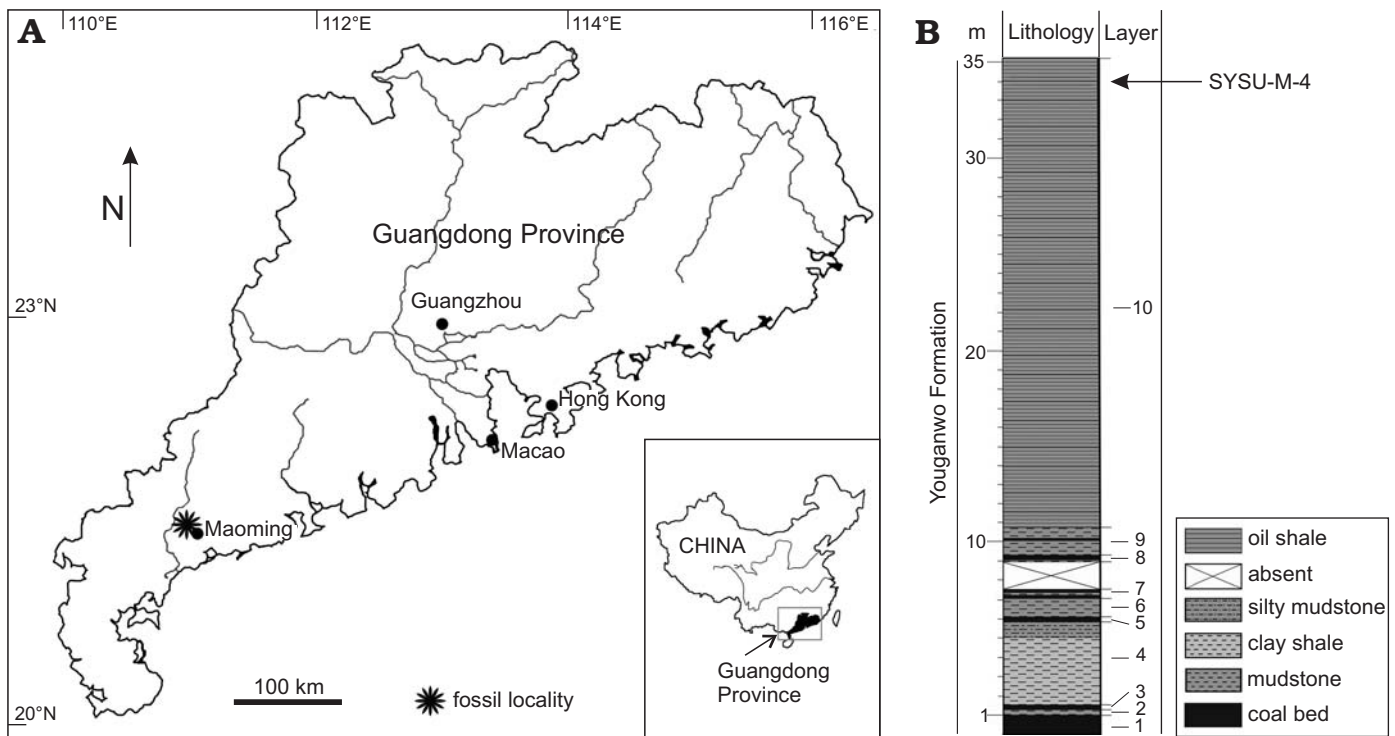 A
110°E
112°E
114°E
116°E
N
Guangdong Province
23°N
Guangzhou
Hong Kong
Macao
Maoming
20°N
100 km
fossil locality
CHINA
Guangdong
Province
B
m
Lithology
Layer
35
SYSU-M-4
30
10
20
Youganwo Formation
10
9
8
7
6
5
4
3
2
1
1
oil shale
absent
silty mudstone
clay shale
mudstone
coal bed